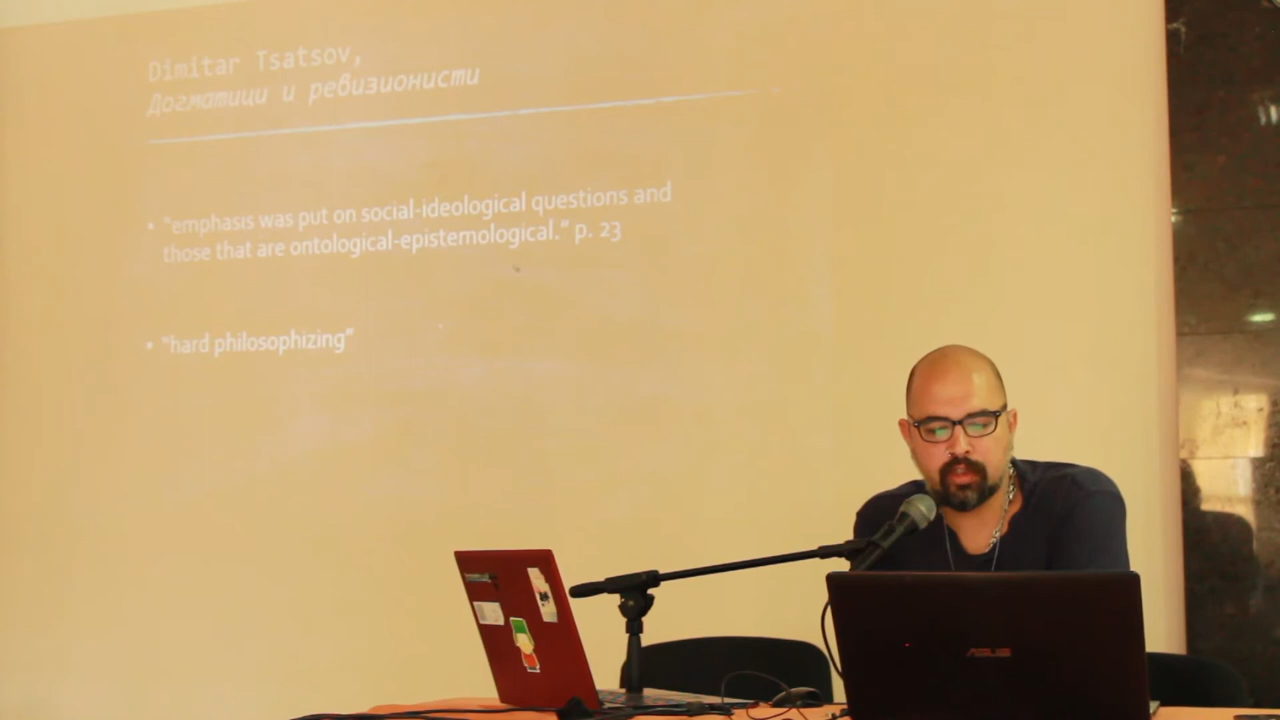 Dimitar Tsatsov,
Догматици и ревизионисти
• "emphasis was put on social-ideological questions and
those that are ontological-epistemological." p. 23
• "hard philosophizing"
ASUS